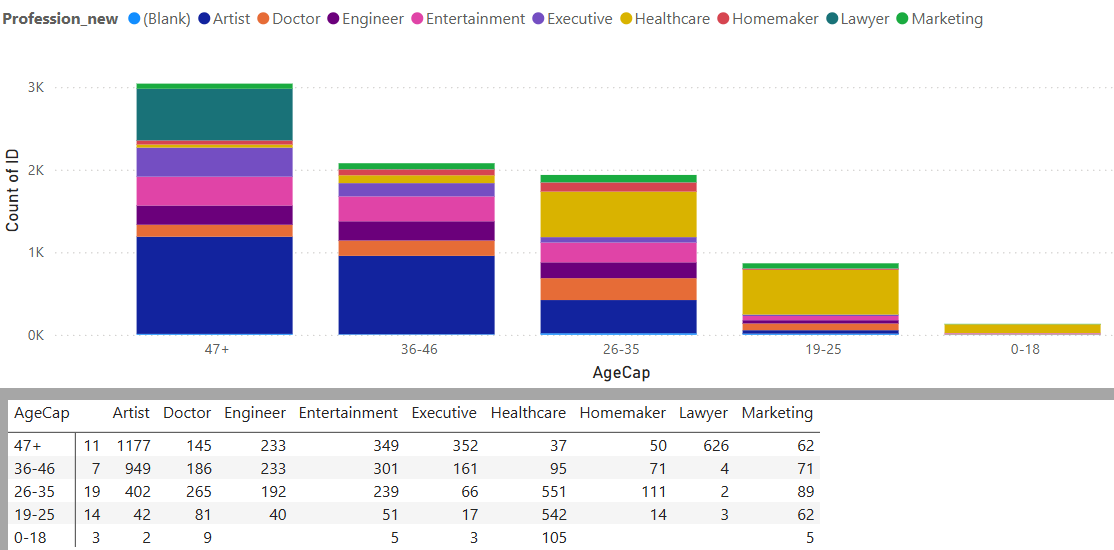 Profession_new (Blank) Artist Doctor Engineer Entertainment Executive Healthcare Homemaker Lawyer Marketing
3K
2K
1K
0K
Count of ID
47+ 36-46 26-35 19-25 0-18
AgeCap
AgeCap Artist Doctor Engineer Entertainment Executive Healthcare Homemaker Lawyer Marketing
47+ 11 1177 145 233 349 352 37 50 626 62
36-46 7 949 186 233 301 161 95 71 4 71
26-35 19 402 265 192 239 66 551 111 2 89
19-25 14 42 81 40 51 17 542 14 3 62
0-18 3 2 9 5 3 105 5